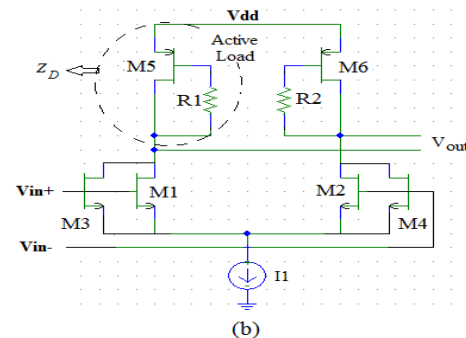 Vdd
Active
Load
Z_D
M5
M6
R1
R2
V_out
Vin+
M1
M2
M3
M4
Vin-
I1
(b)